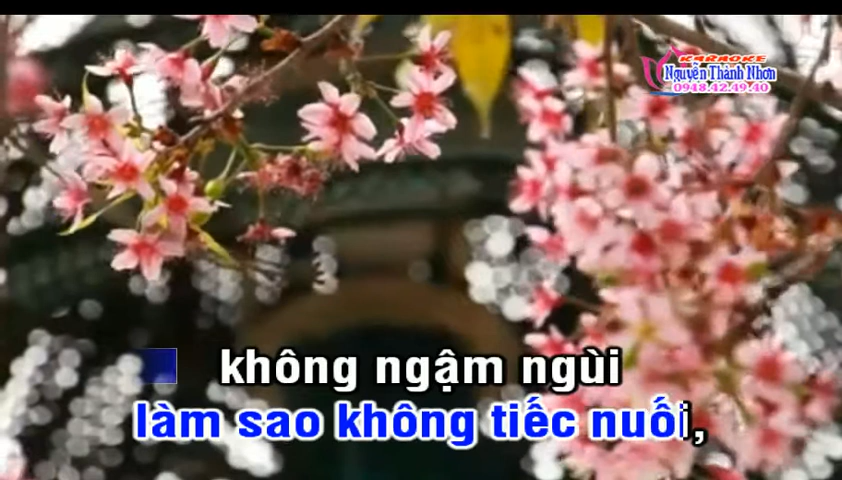 KARAOKE
Nguyễn Thành Nhơn
0948.42.49.40
không ngậm ngùi
làm sao không tiếc nuối,